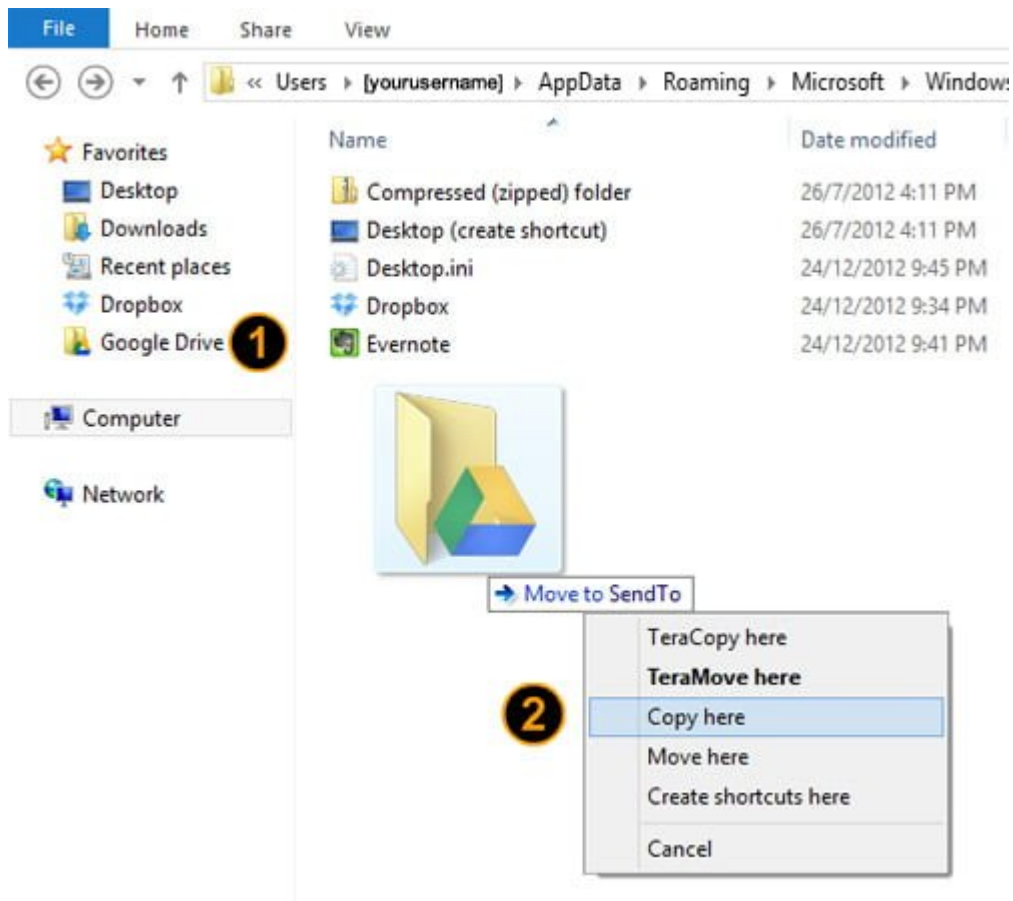 File Home Share View
« Users ▸ [yourusername] ▸ AppData ▸ Roaming ▸ Microsoft ▸ Windows
Name Date modified
Favorites
Desktop
Downloads
Recent places
Dropbox
Google Drive 1
Computer
Network
Compressed (zipped) folder 26/7/2012 4:11 PM
Desktop (create shortcut) 26/7/2012 4:11 PM
Desktop.ini 24/12/2012 9:45 PM
Dropbox 24/12/2012 9:34 PM
Evernote 24/12/2012 9:41 PM
Move to SendTo
TeraCopy here
TeraMove here
2 Copy here
Move here
Create shortcuts here
Cancel